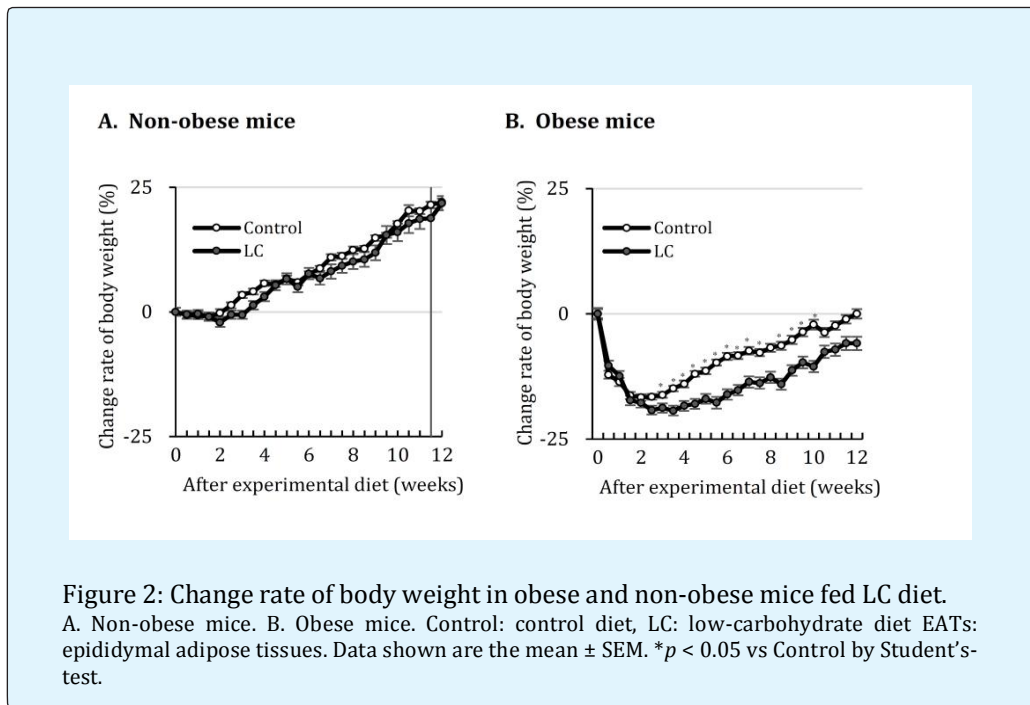 A. Non-obese mice
B. Obese mice
Change rate of body weight (%)
25
0
-25
Control
LC
0 2 4 6 8 10 12
After experimental diet (weeks)
Change rate of body weight (%)
25
0
-25
Control
LC
* * * * * * * * * * * * * * *
0 2 4 6 8 10 12
After experimental diet (weeks)
Figure 2: Change rate of body weight in obese and non-obese mice fed LC diet.
A. Non-obese mice. B. Obese mice. Control: control diet, LC: low-carbohydrate diet EATs:
epididymal adipose tissues. Data shown are the mean ± SEM. *p < 0.05 vs Control by Student’s-
test.